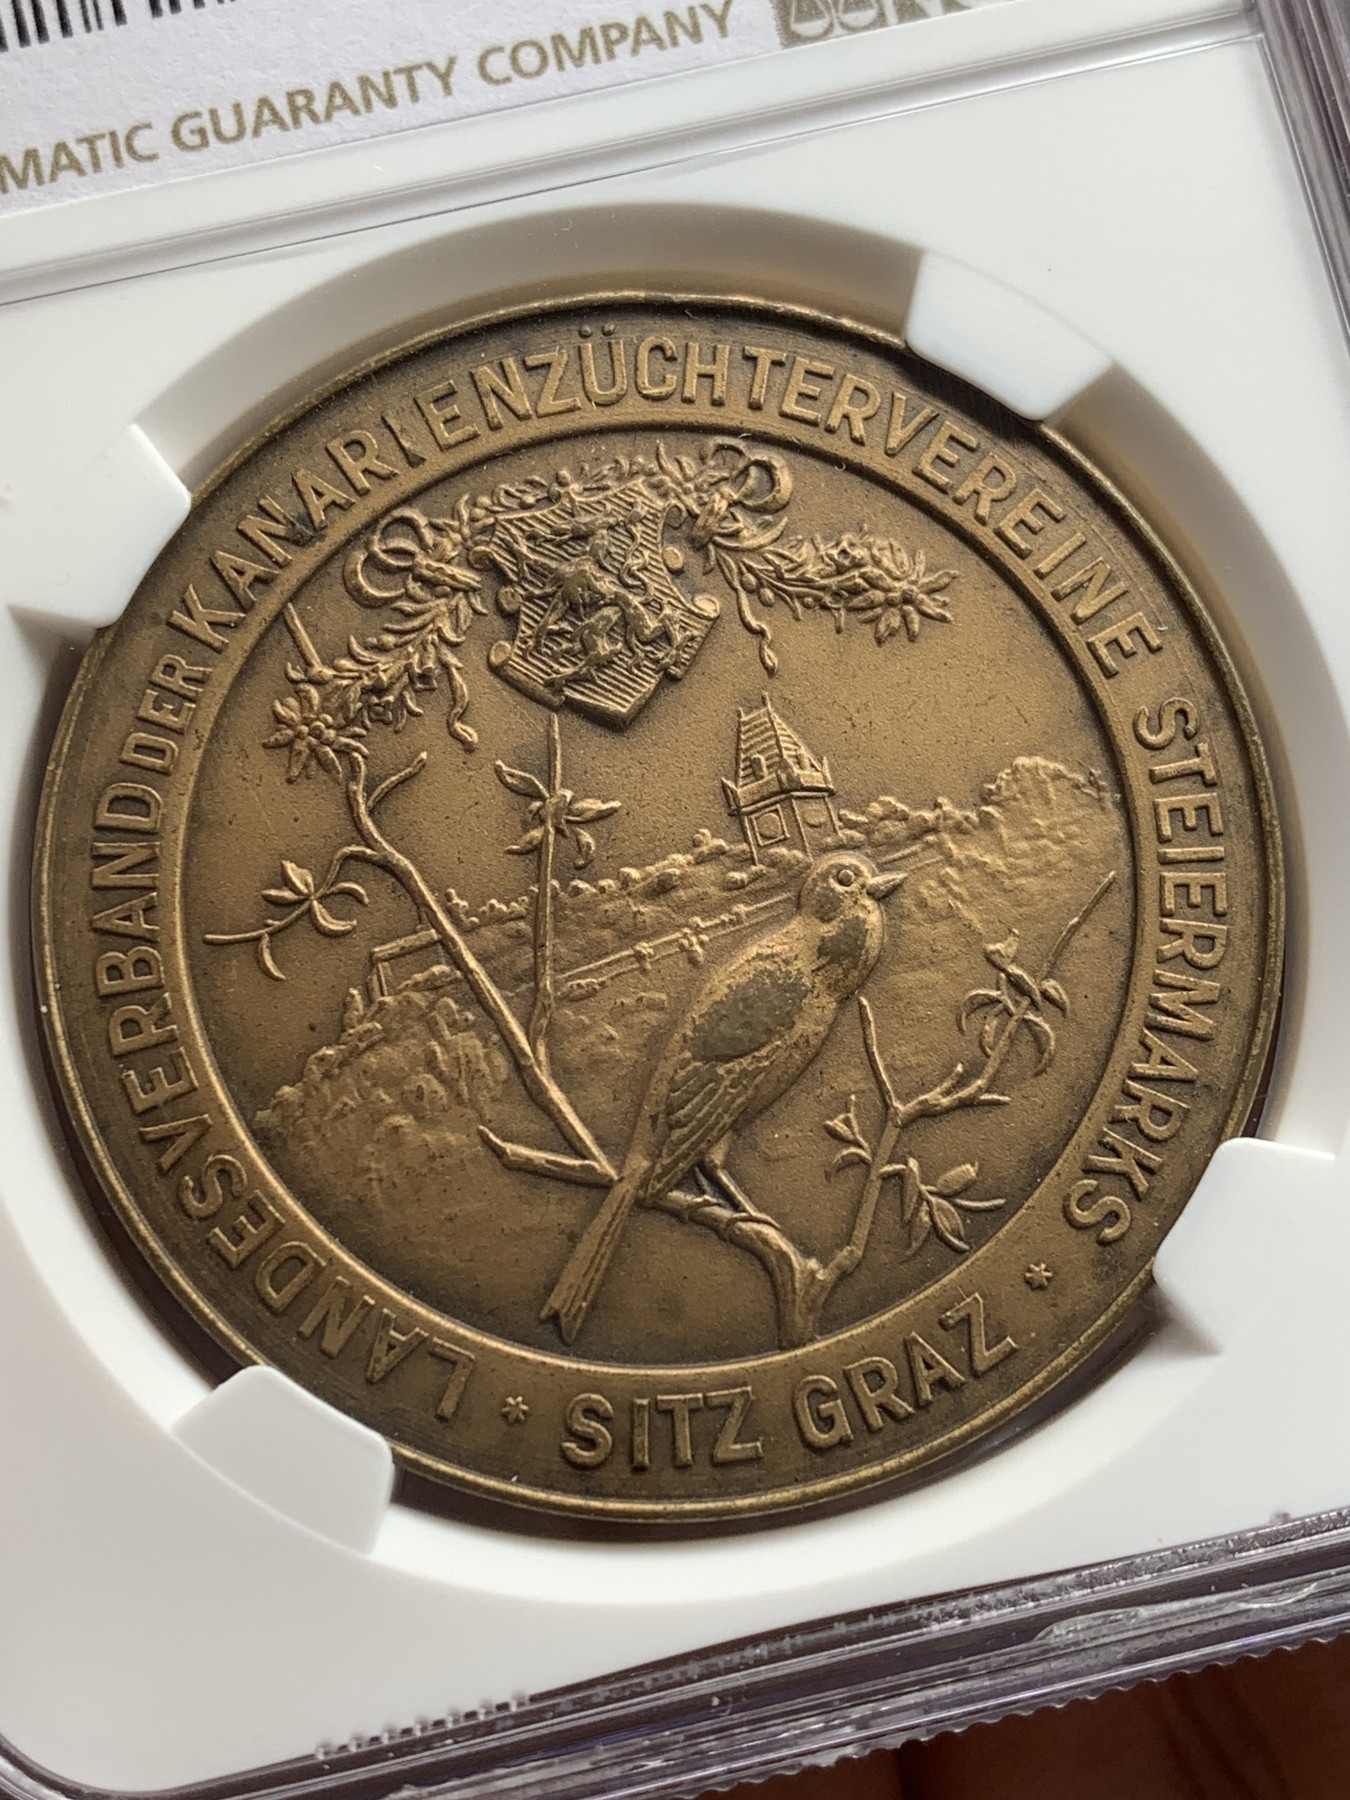 MATIC GUARANTY COMPANY
LANDESVERBAND DER KANARIENZÜCHTERVEREINE STEIERMARKS
* SITZ GRAZ *